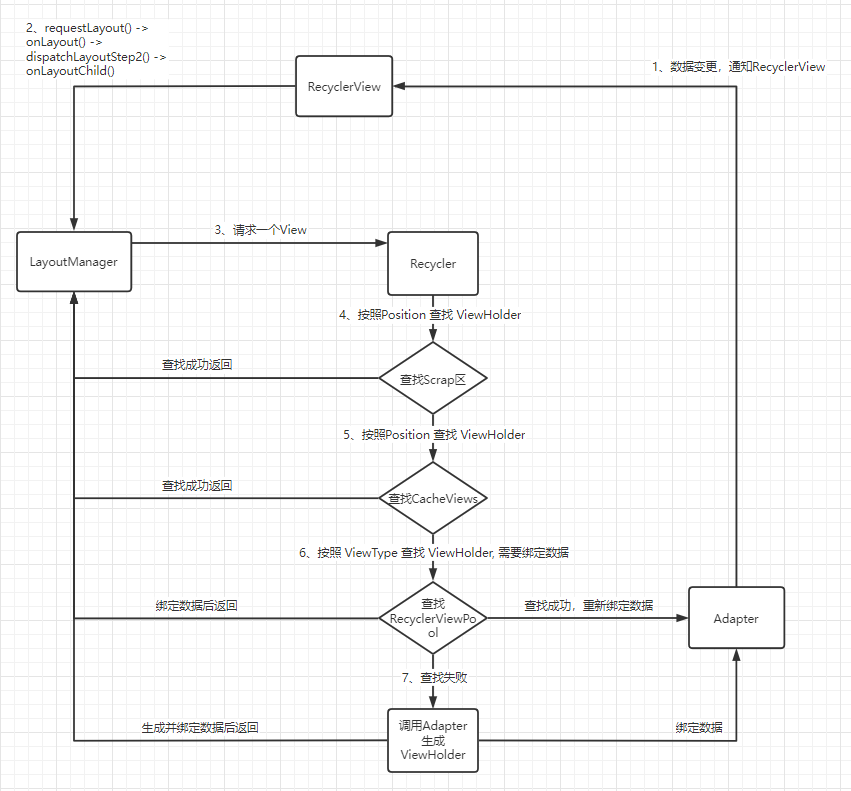 2、requestLayout() ->
onLayout() ->
dispatchLayoutStep2() ->
onLayoutChild()
1、数据变更，通知RecyclerView
RecyclerView
3、请求一个View
LayoutManager
Recycler
4、按照Position 查找 ViewHolder
查找成功返回
查找Scrap区
5、按照Position 查找 ViewHolder
查找成功返回
查找CacheViews
6、按照 ViewType 查找 ViewHolder, 需要绑定数据
绑定数据后返回
查找
RecyclerViewPo
ol
查找成功，重新绑定数据
Adapter
7、查找失败
生成并绑定数据后返回
调用Adapter
生成
ViewHolder
绑定数据